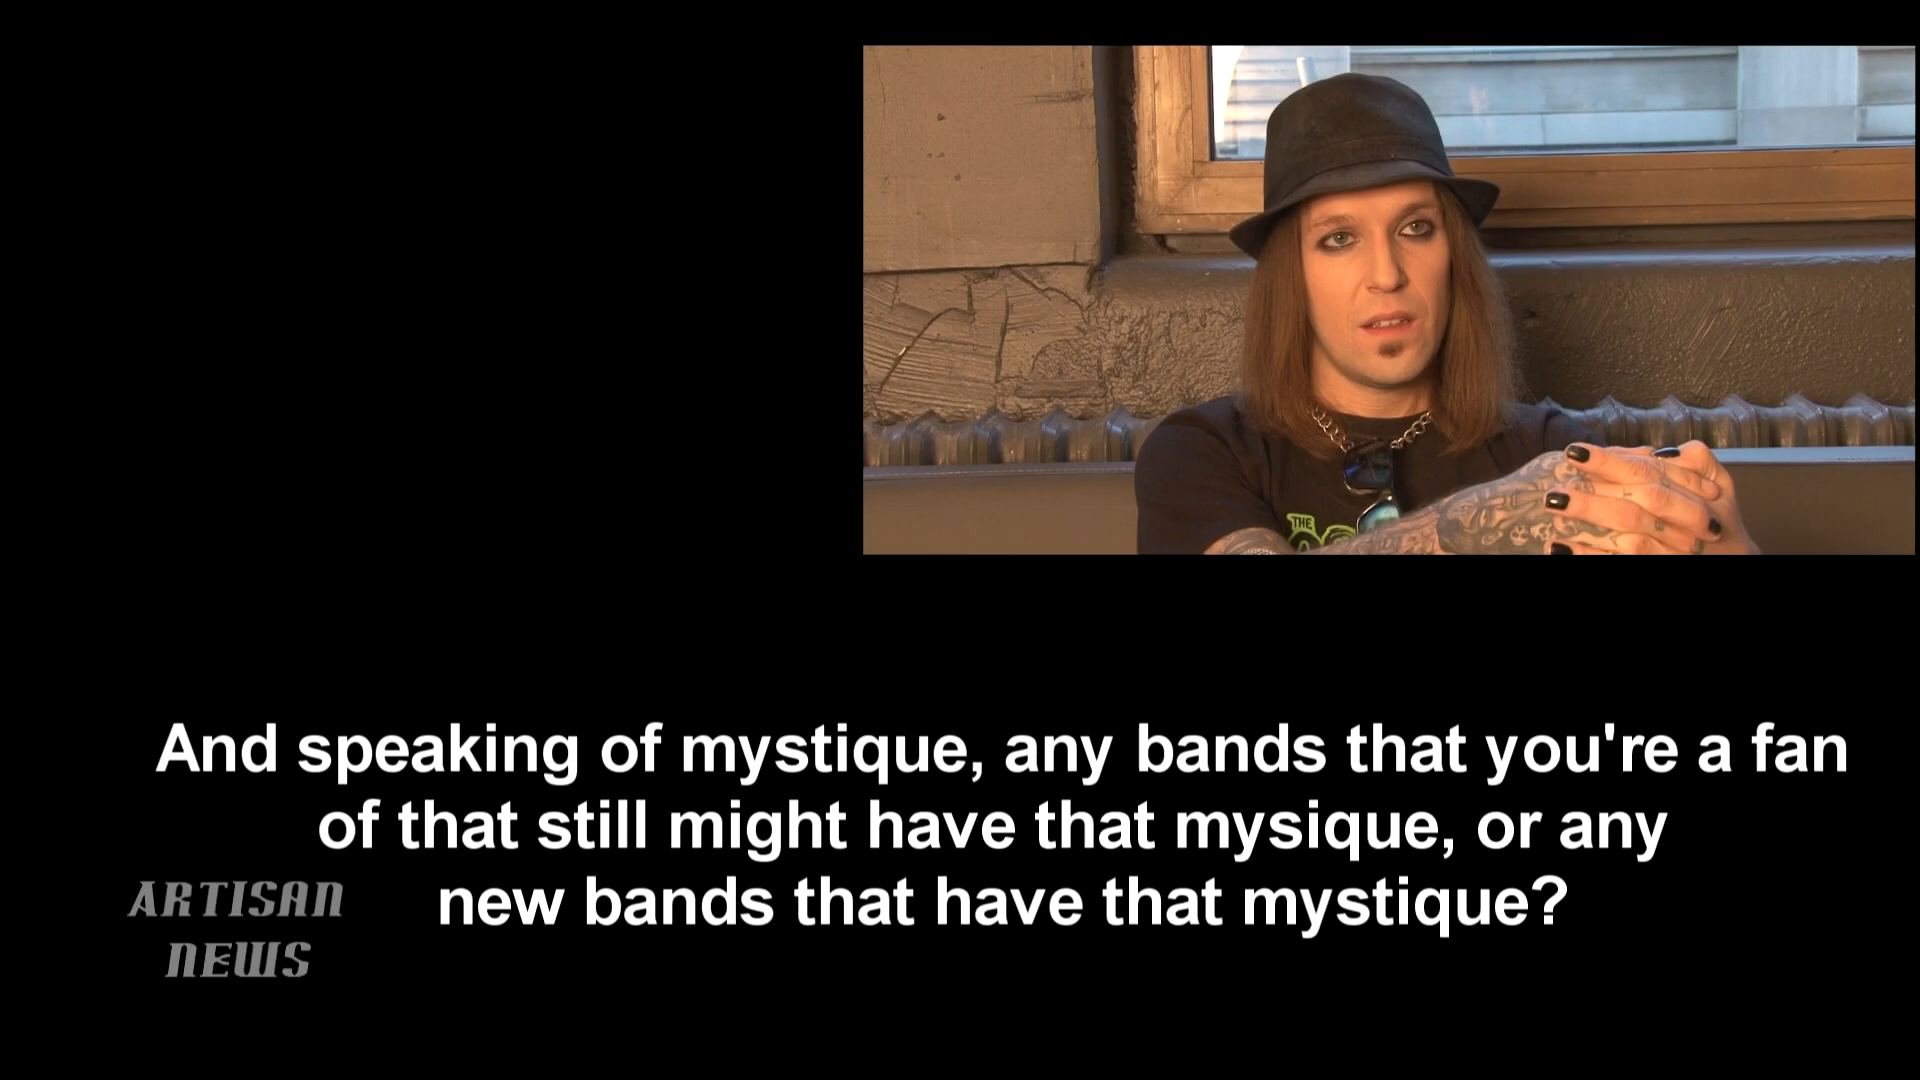 THE
And speaking of mystique, any bands that you're a fan
of that still might have that mysique, or any
new bands that have that mystique?
ARTISAN
NEWS